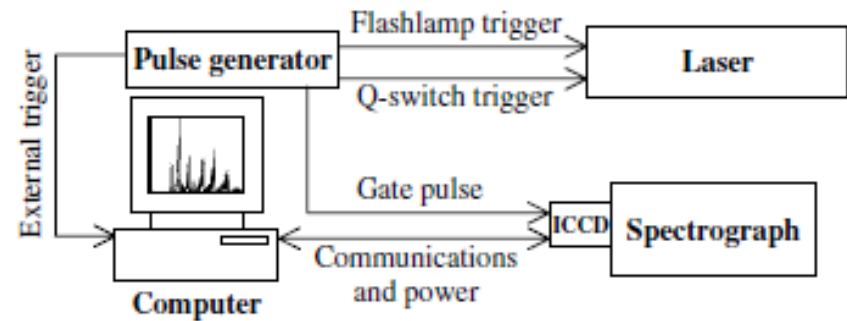 Flashlamp trigger
Pulse generator
Laser
Q-switch trigger
External trigger
Gate pulse
ICCD
Spectrograph
Communications
and power
Computer